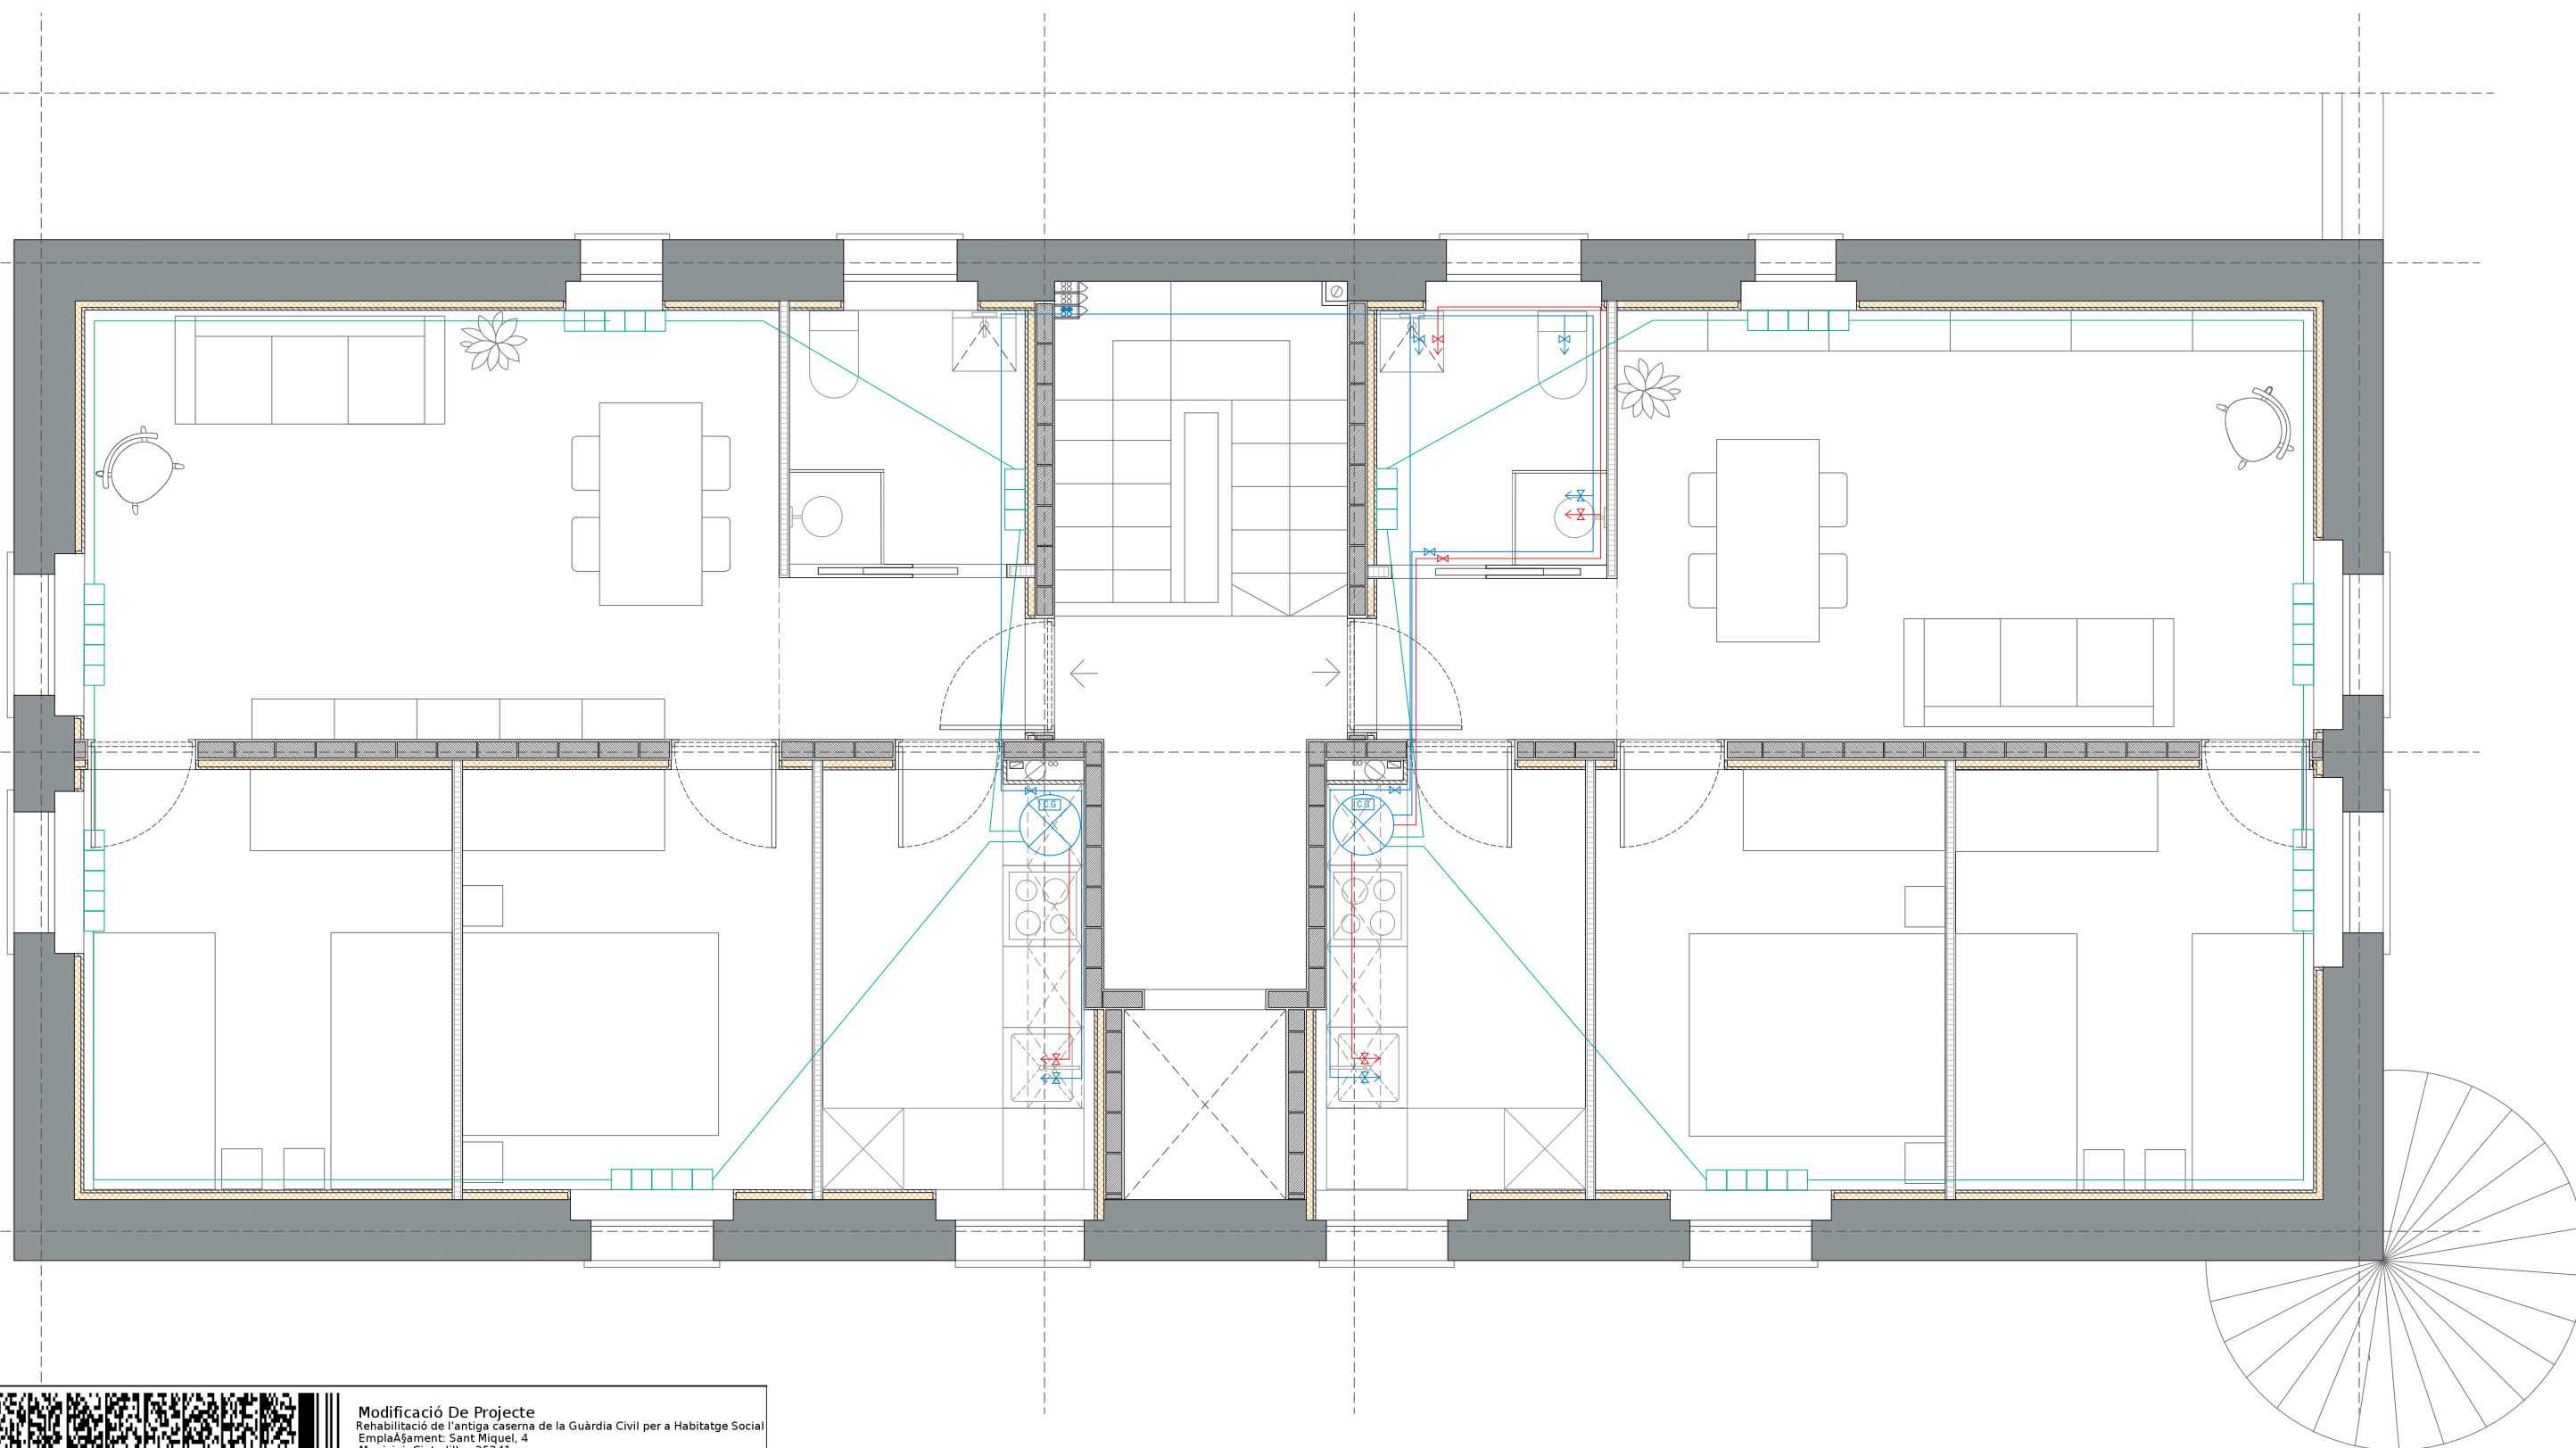 C.G
C.G
Modificació De Projecte
Rehabilitació de l'antiga caserna de la Guàrdia Civil per a Habitatge Social
EmplaÃ§ament: Sant Miquel, 4